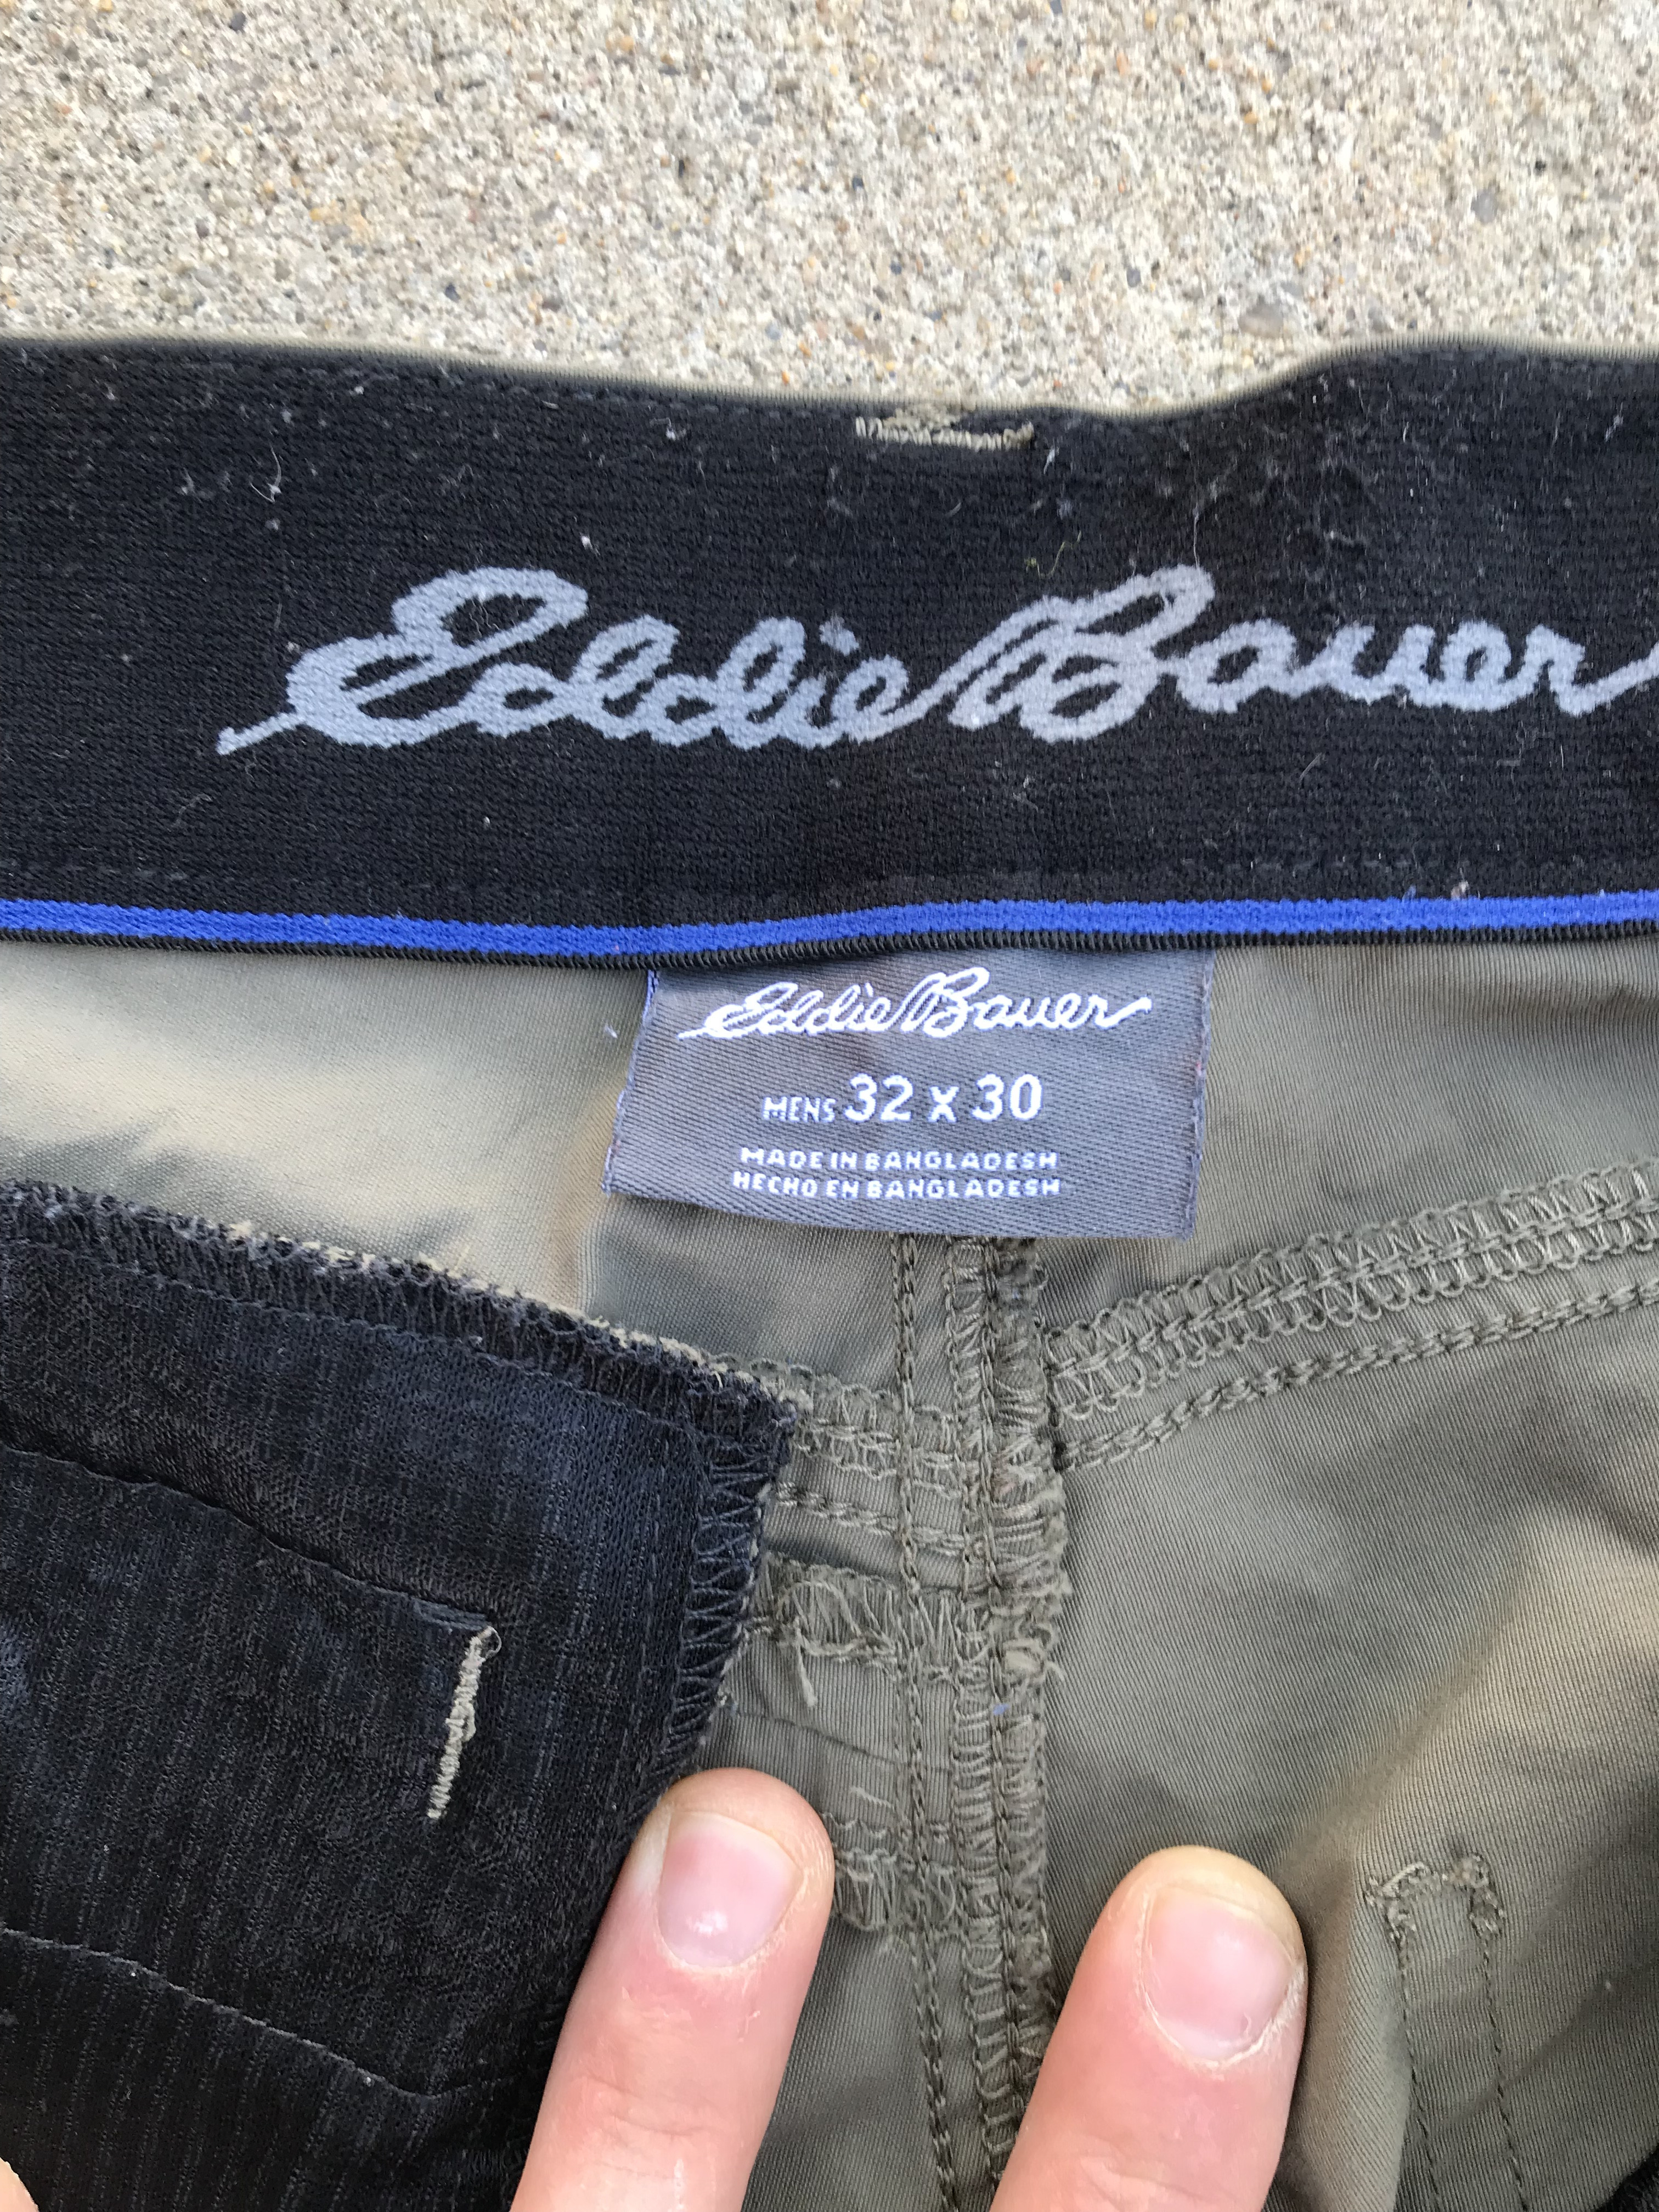 Eddie Bauer
Eddie Bauer
MENS 32 X 30
MADE IN BANGLADESH
HECHO EN BANGLADESH